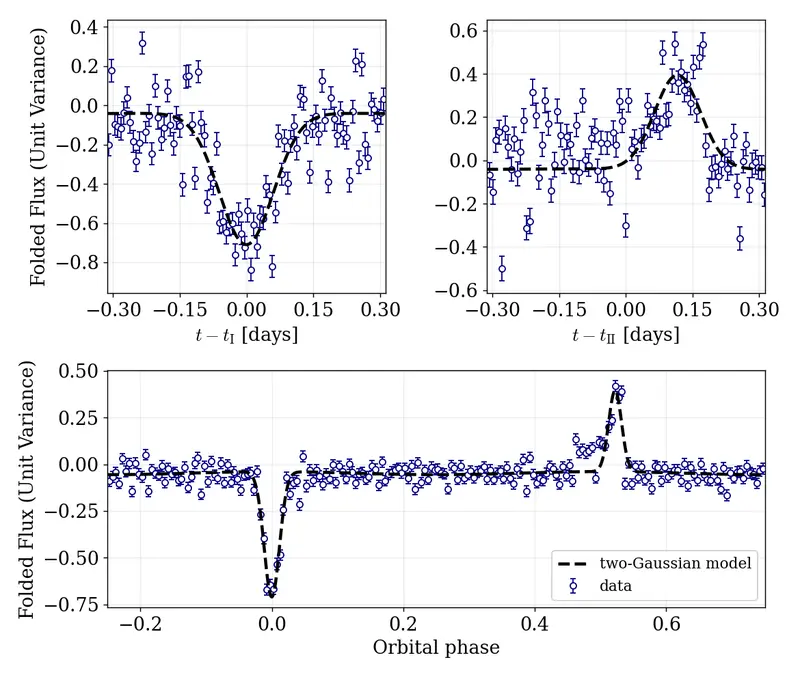 Folded Flux (Unit Variance)
0.4
0.2
0.0
−0.2
−0.4
−0.6
−0.8
−0.30 −0.15 0.00 0.15 0.30
t − tI [days]
0.6
0.4
0.2
0.0
−0.2
−0.4
−0.6
−0.30 −0.15 0.00 0.15 0.30
t − tII [days]
Folded Flux (Unit Variance)
0.50
0.25
0.00
−0.25
−0.50
−0.75
two-Gaussian model
data
−0.2 0.0 0.2 0.4 0.6
Orbital phase